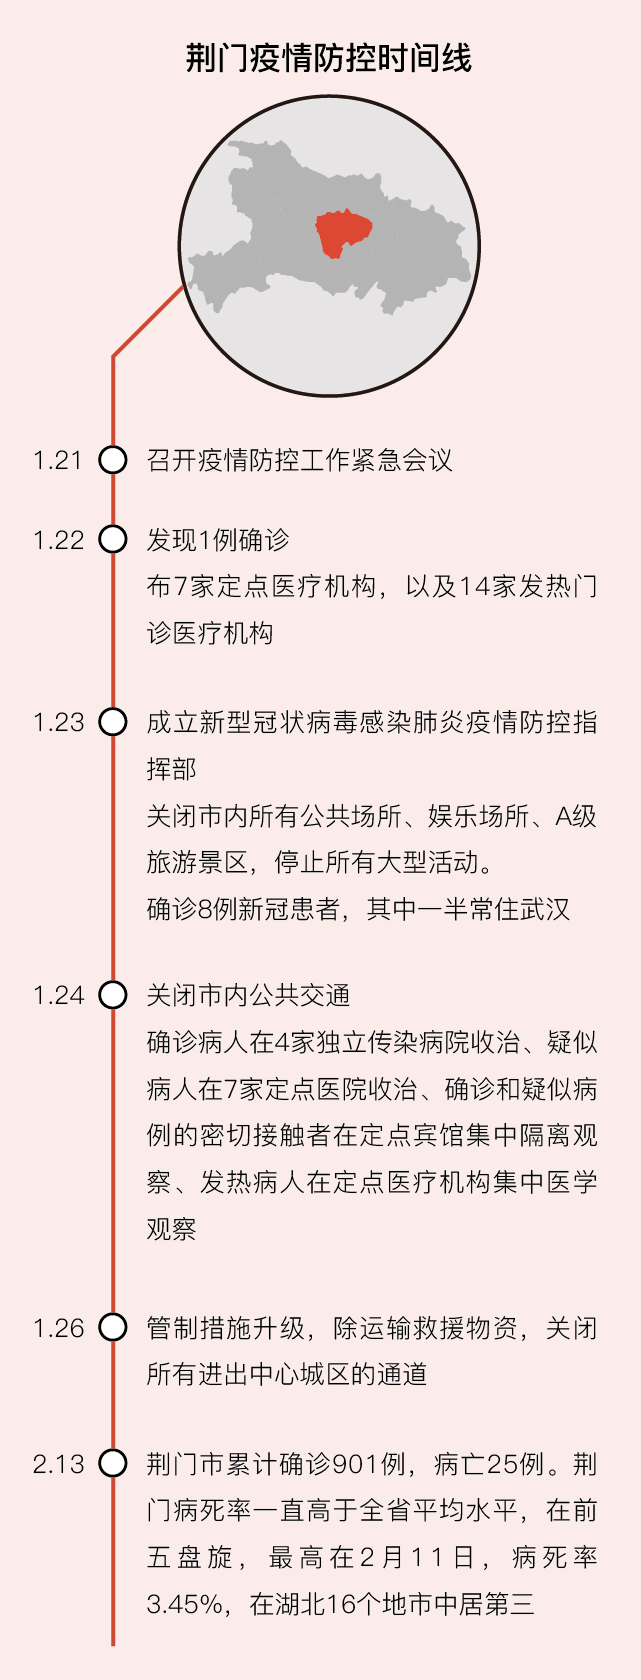 荆门疫情防控时间线
1.21
召开疫情防控工作紧急会议
1.22
发现1例确诊
布7家定点医疗机构，以及14家发热门
诊医疗机构
1.23
成立新型冠状病毒感染肺炎疫情防控指
挥部
关闭市内所有公共场所、娱乐场所、A级
旅游景区，停止所有大型活动。
确诊8例新冠患者，其中一半常住武汉
1.24
关闭市内公共交通
确诊病人在4家独立传染病院收治、疑似
病人在7家定点医院收治、确诊和疑似病
例的密切接触者在定点宾馆集中隔离观
察、发热病人在定点医疗机构集中医学
观察
1.26
管制措施升级，除运输救援物资，关闭
所有进出中心城区的通道
2.13
荆门市累计确诊901例，病亡25例。荆
门病死率一直高于全省平均水平，在前
五盘旋，最高在2月11日，病死率
3.45%，在湖北16个地市中居第三